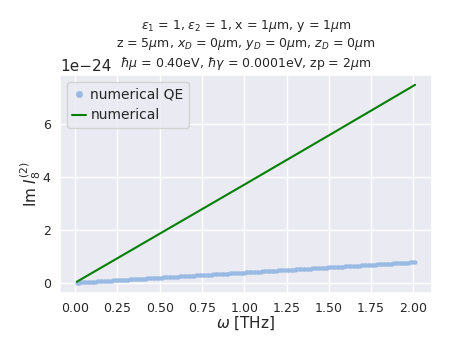 ε₁ = 1, ε₂ = 1, x = 1μm, y = 1μm
z = 5μm, x_D = 0μm, y_D = 0μm, z_D = 0μm
ħμ = 0.40eV, ħγ = 0.0001eV, zp = 2μm
1e−24
numerical QE
numerical
6
4
2
0
Im I₈⁽²⁾
0.00 0.25 0.50 0.75 1.00 1.25 1.50 1.75 2.00
ω [THz]